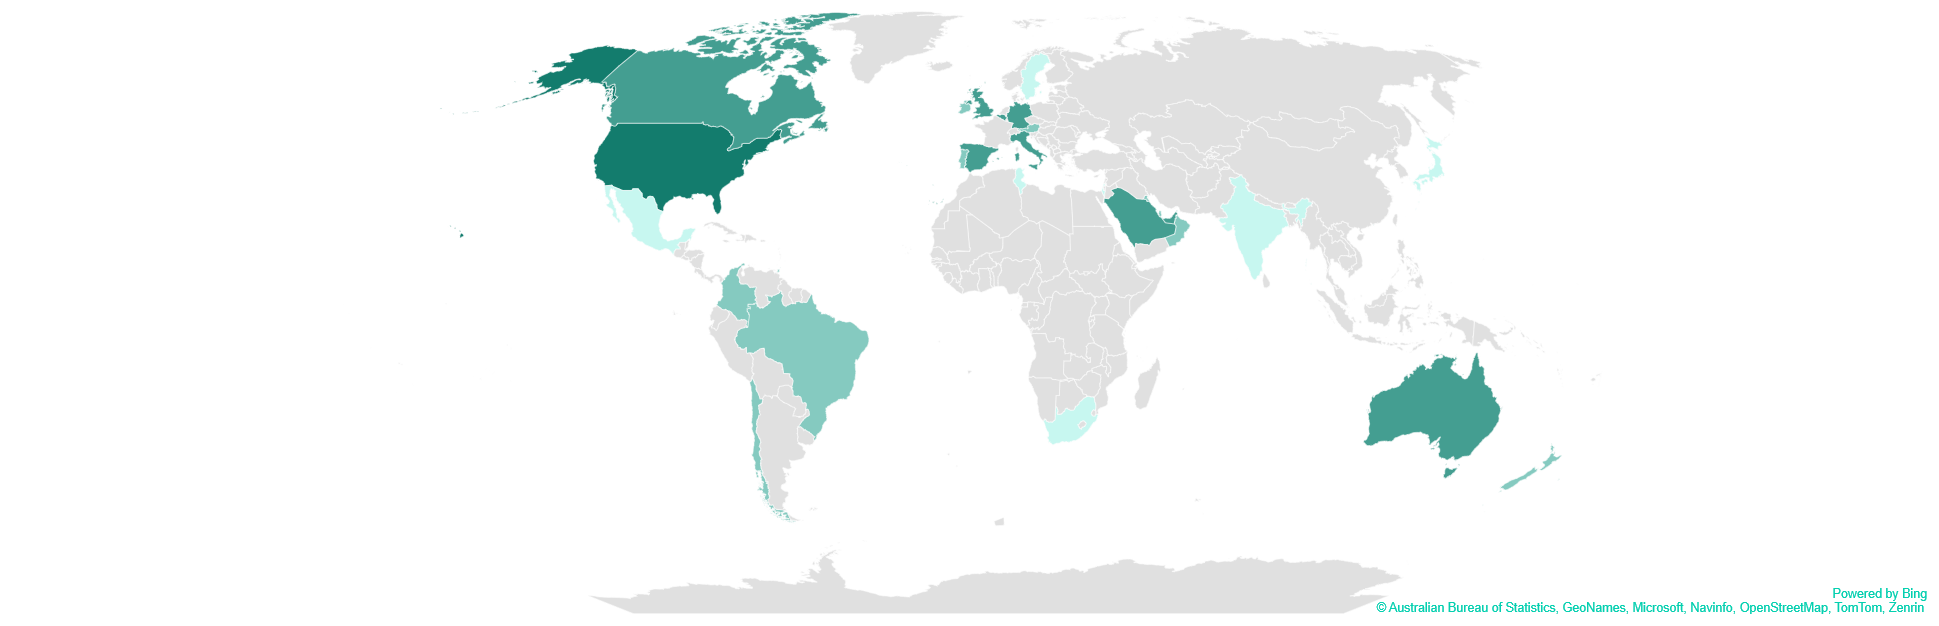 Powered by Bing
© Australian Bureau of Statistics, GeoNames, Microsoft, Navinfo, OpenStreetMap, TomTom, Zenrin